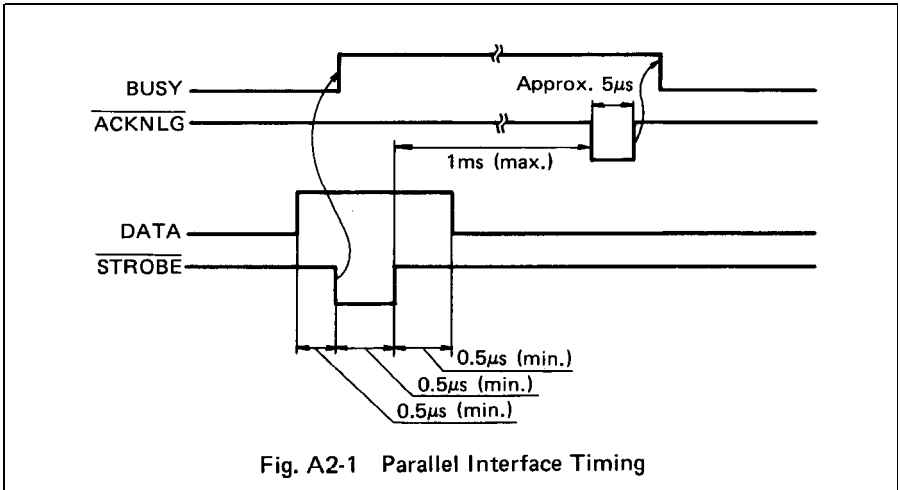 BUSY
Approx. 5μs
ACKNLG
1ms (max.)
DATA
STROBE
0.5μs (min.)
0.5μs (min.)
0.5μs (min.)
Fig. A2-1 Parallel Interface Timing